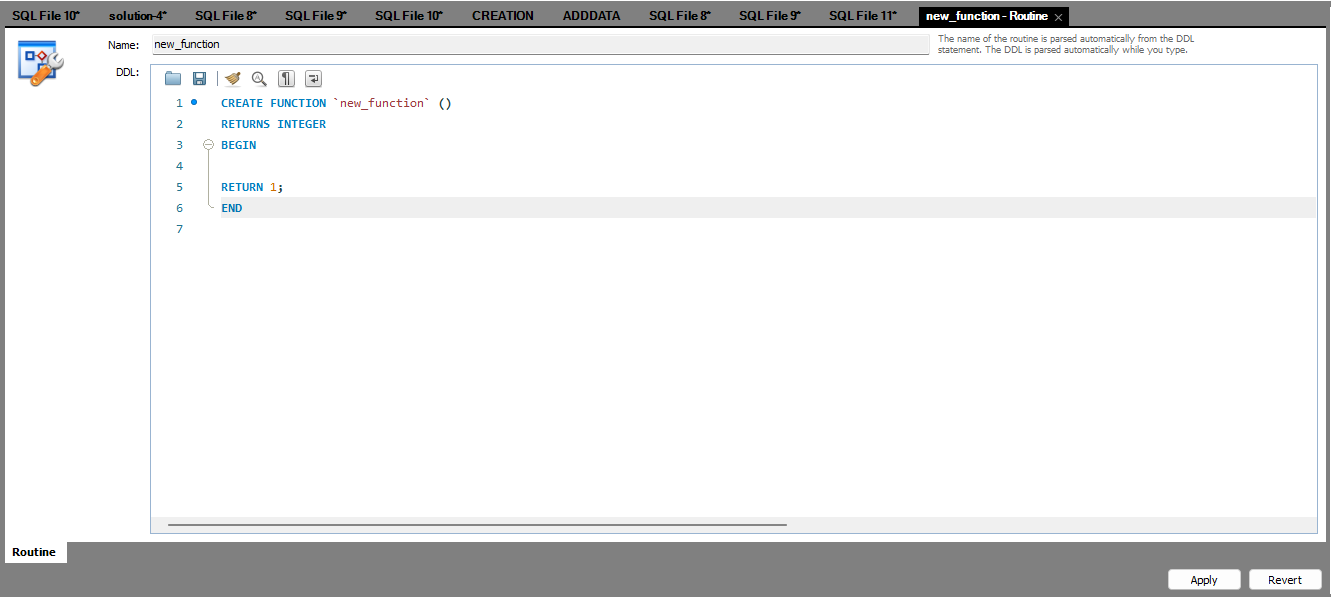 SQL File 10* solution-4* SQL File 8* SQL File 9* SQL File 10* CREATION ADDDATA SQL File 8* SQL File 9* SQL File 11* new_function - Routine
Name: new_function
The name of the routine is parsed automatically from the DDL
statement. The DDL is parsed automatically while you type.
DDL:
1 CREATE FUNCTION `new_function` ()
2 RETURNS INTEGER
3 BEGIN
4
5 RETURN 1;
6 END
7
Routine
Apply Revert